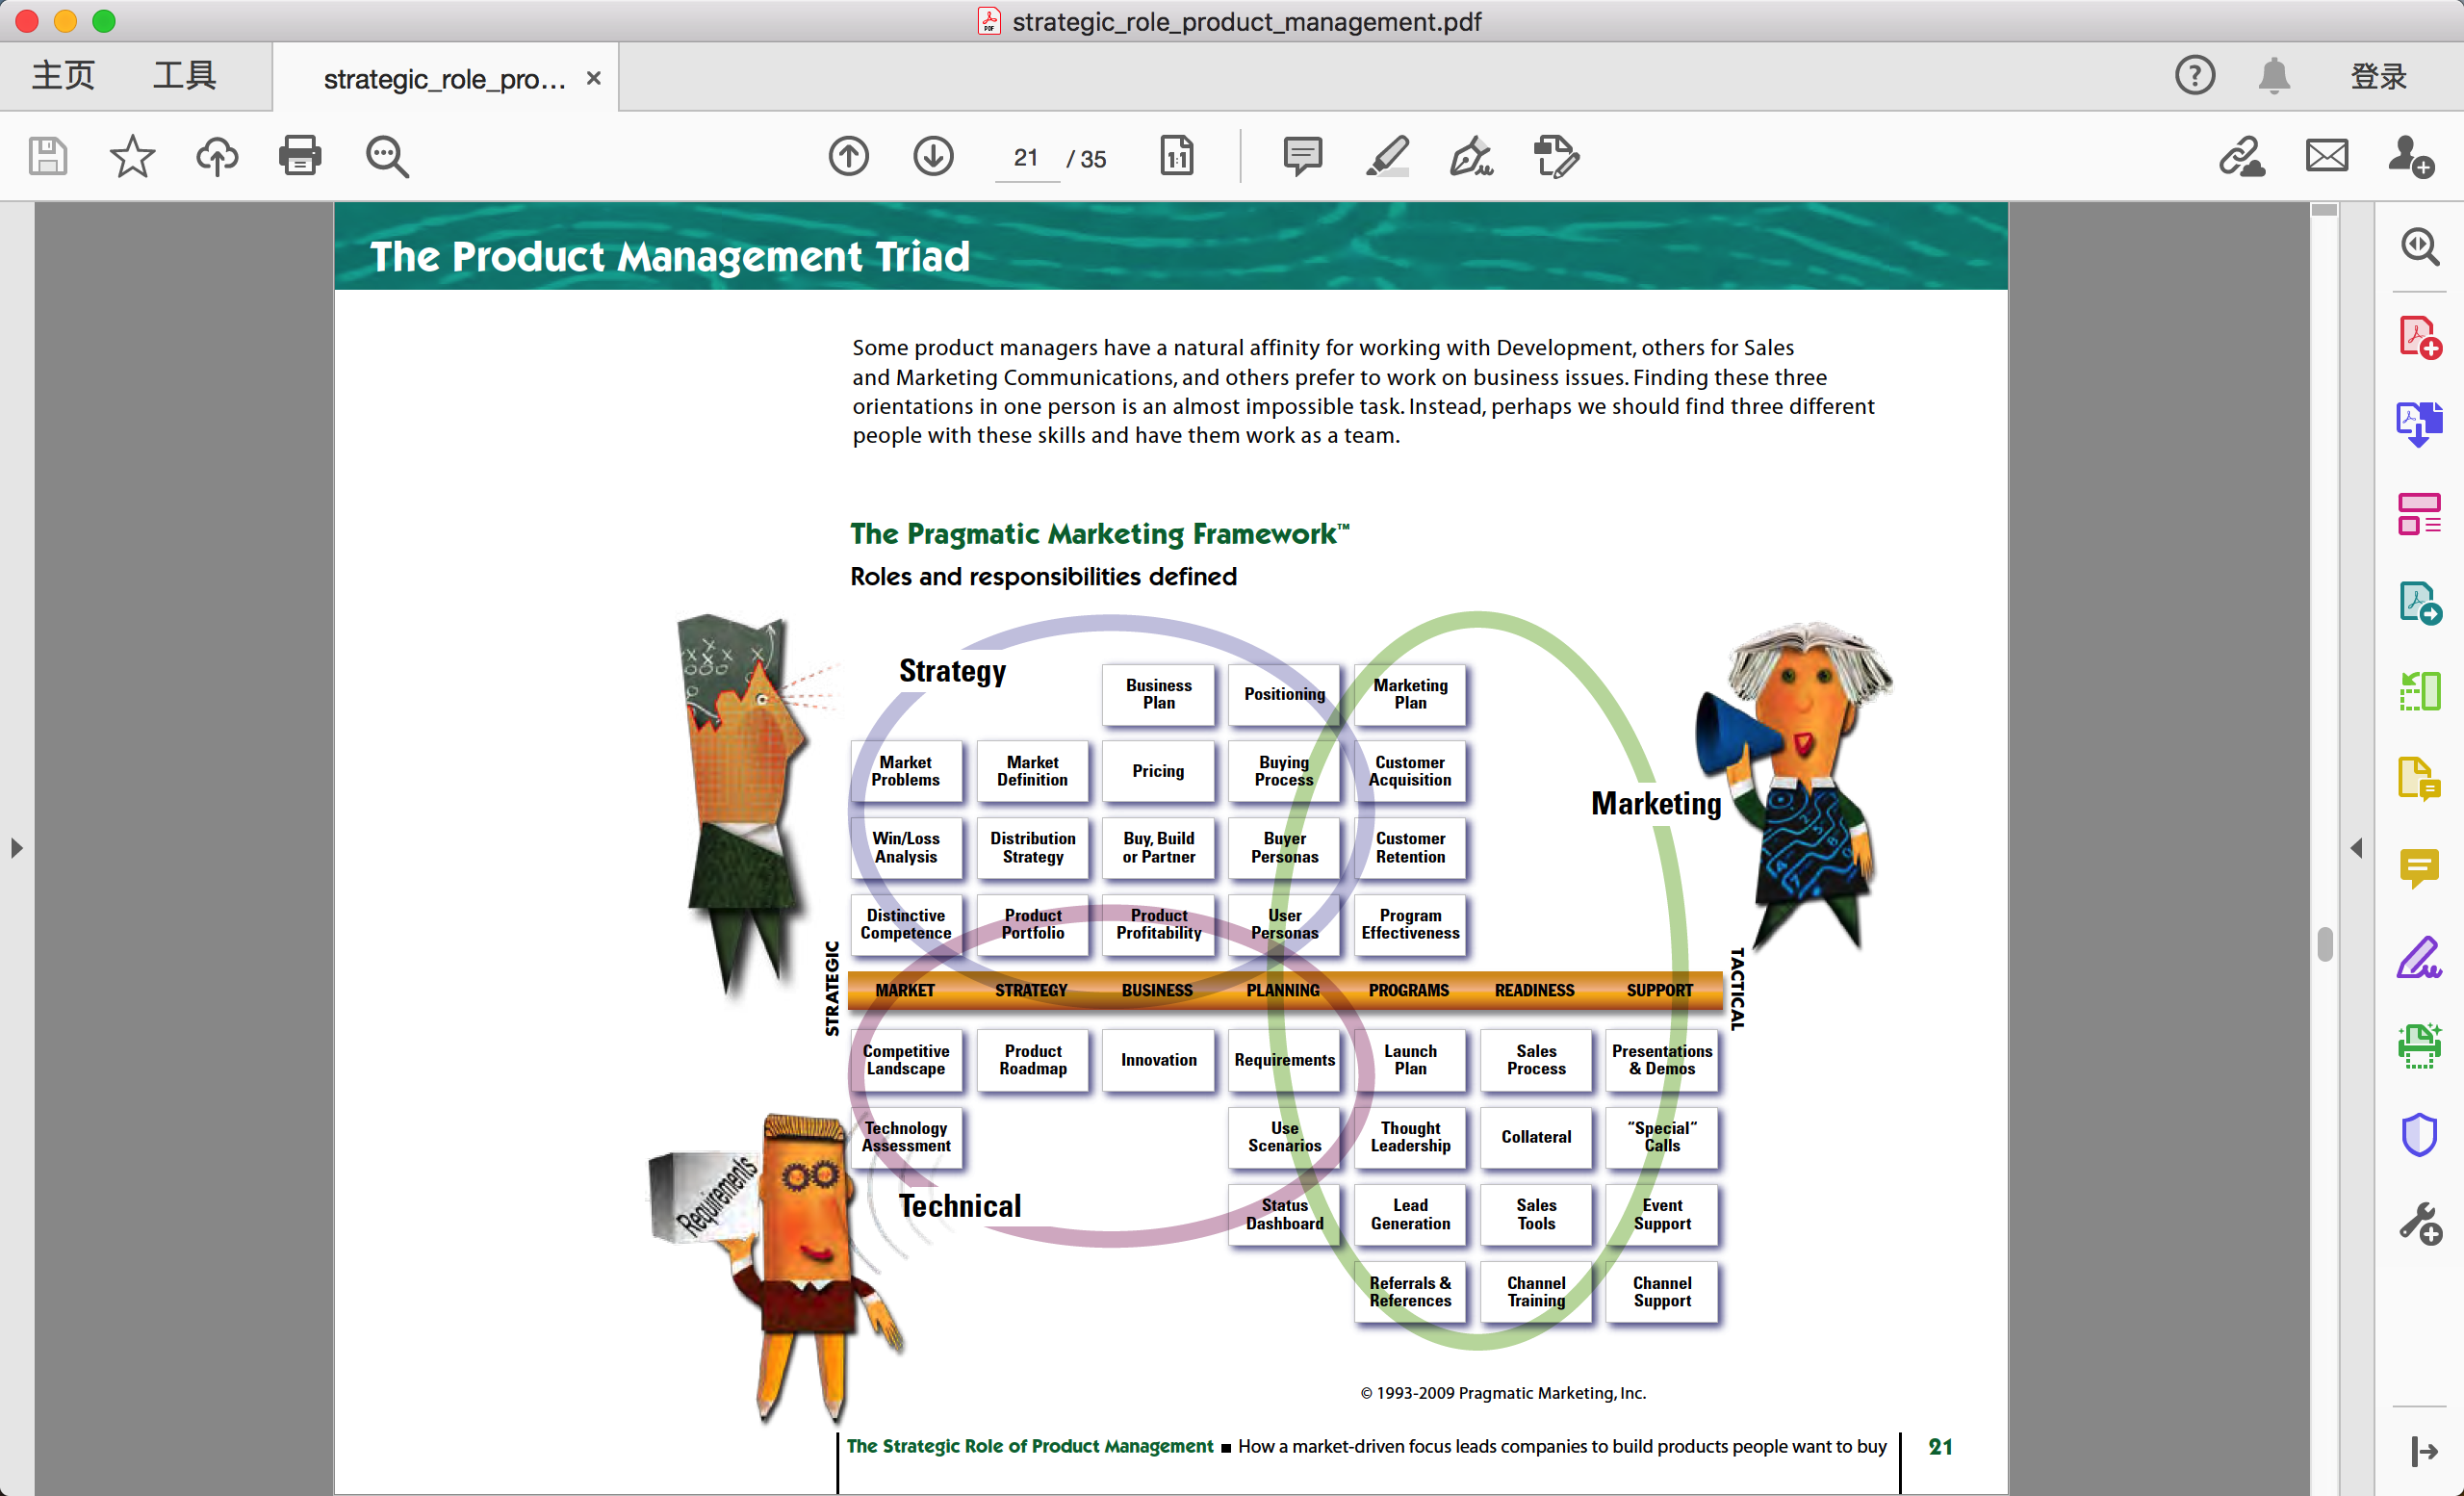 strategic_role_product_management.pdf
主页
工具
strategic_role_pro...
登录
21 / 35
1:1
The Product Management Triad
Some product managers have a natural affinity for working with Development, others for Sales
and Marketing Communications, and others prefer to work on business issues. Finding these three
orientations in one person is an almost impossible task. Instead, perhaps we should find three different
people with these skills and have them work as a team.
The Pragmatic Marketing Framework™
Roles and responsibilities defined
Strategy
Business
Plan
Positioning
Marketing
Plan
Market
Problems
Market
Definition
Pricing
Buying
Process
Customer
Acquisition
Marketing
Win/Loss
Analysis
Distribution
Strategy
Buy, Build
or Partner
Buyer
Personas
Customer
Retention
Distinctive
Competence
Product
Portfolio
Product
Profitability
User
Personas
Program
Effectiveness
STRATEGIC
MARKET
STRATEGY
BUSINESS
PLANNING
PROGRAMS
READINESS
SUPPORT
TACTICAL
Competitive
Landscape
Product
Roadmap
Innovation
Requirements
Launch
Plan
Sales
Process
Presentations
& Demos
Technology
Assessment
Use
Scenarios
Thought
Leadership
Collateral
“Special“
Calls
Requirements
Technical
Status
Dashboard
Lead
Generation
Sales
Tools
Event
Support
Referrals &
References
Channel
Training
Channel
Support
© 1993-2009 Pragmatic Marketing, Inc.
The Strategic Role of Product Management ■ How a market-driven focus leads companies to build products people want to buy
21